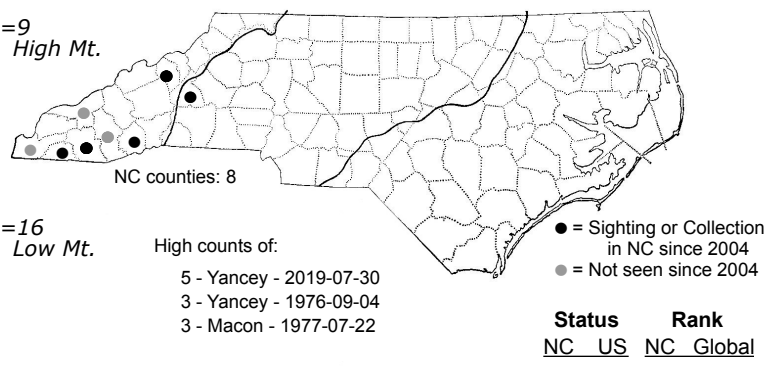 =9
High Mt.
NC counties: 8
=16
Low Mt.
High counts of:
5 - Yancey - 2019-07-30
3 - Yancey - 1976-09-04
3 - Macon - 1977-07-22
● = Sighting or Collection
in NC since 2004
● = Not seen since 2004
Status Rank
NC US NC Global